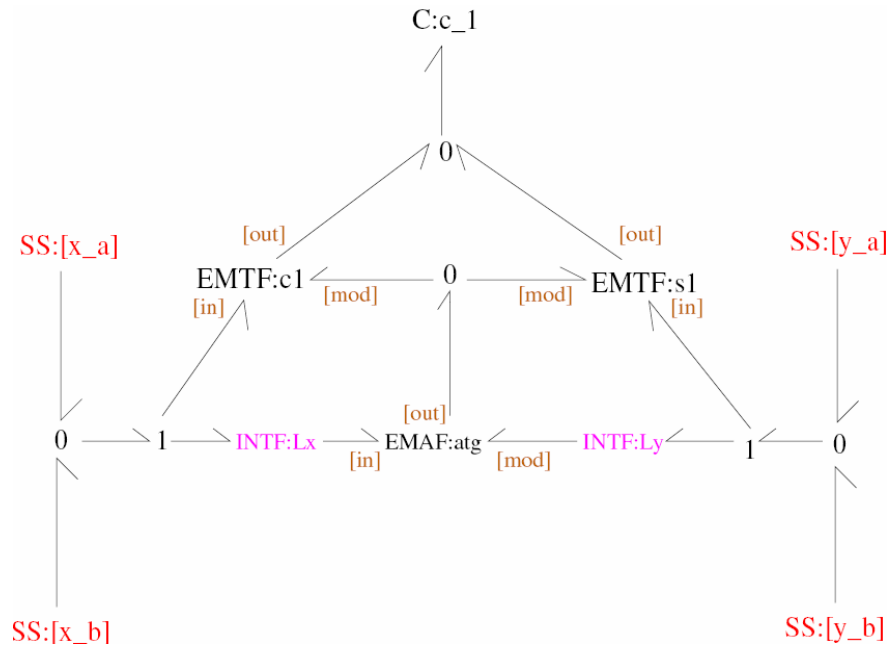 C:c_1
0
[out] [out]
SS:[x_a] SS:[y_a]
EMTF:c1 0 EMTF:s1
[in] [mod] [mod] [in]
[out]
0 1 INTF:Lx EMAF:atg INTF:Ly 1 0
[in] [mod]
SS:[x_b] SS:[y_b]